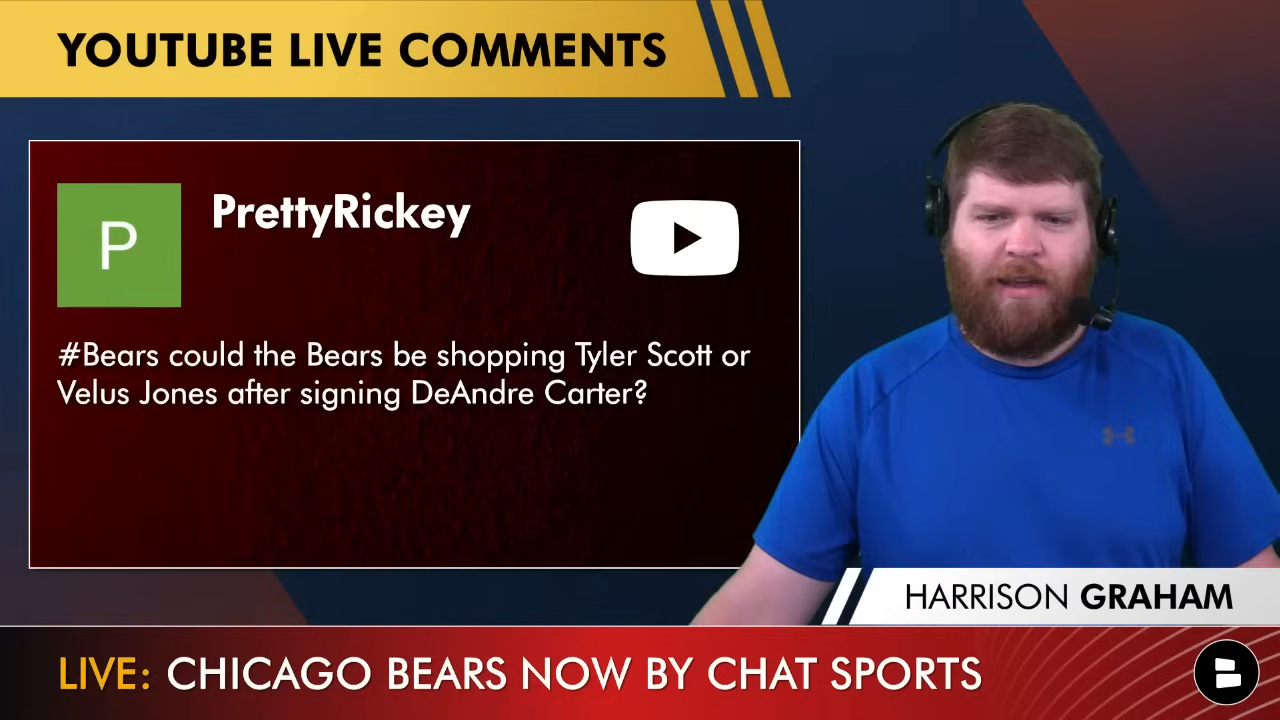 YOUTUBE LIVE COMMENTS
P
PrettyRickey
#Bears could the Bears be shopping Tyler Scott or
Velus Jones after signing DeAndre Carter?
HARRISON GRAHAM
LIVE: CHICAGO BEARS NOW BY CHAT SPORTS